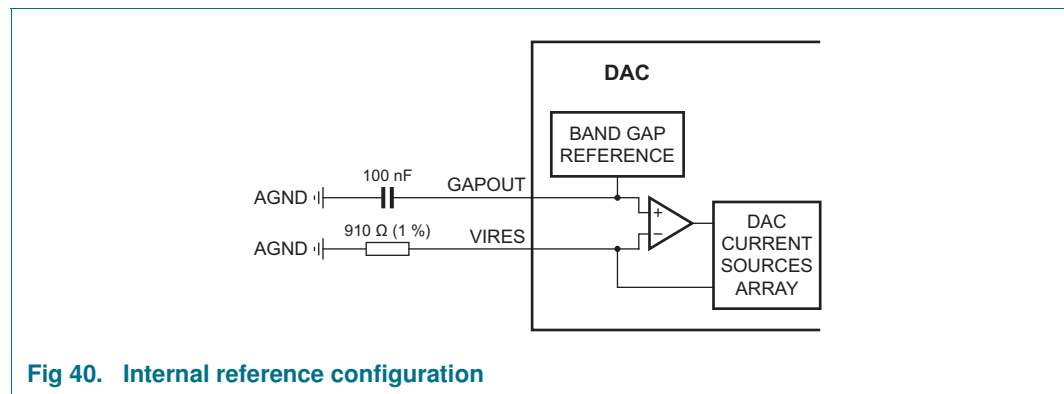 DAC
BAND GAP
REFERENCE
100 nF
GAPOUT
AGND
910 Ω (1 %)
VIRES
AGND
+
−
DAC
CURRENT
SOURCES
ARRAY
Fig 40. Internal reference configuration